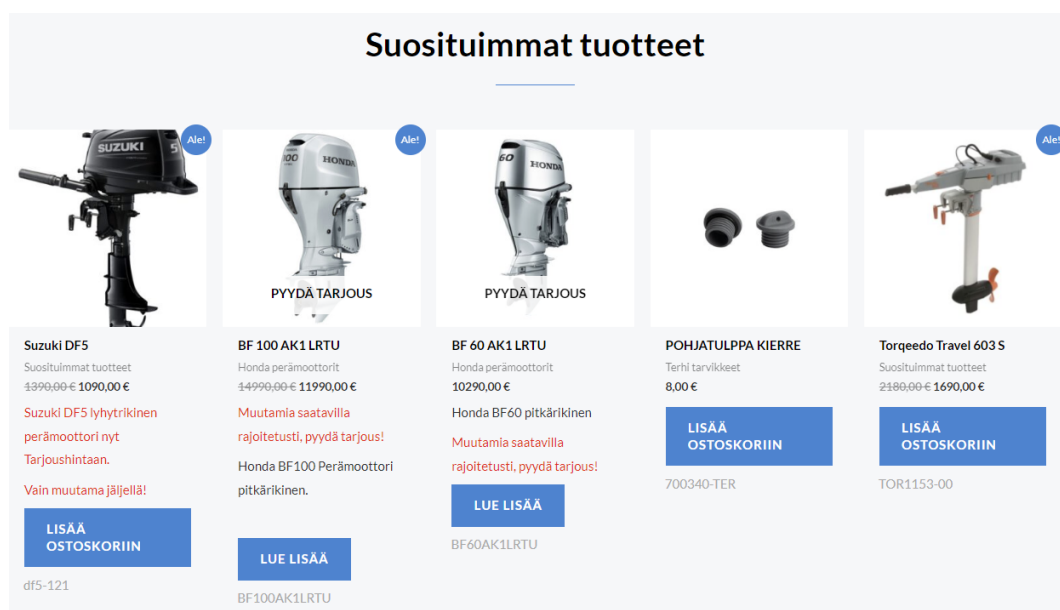 Suosituimmat tuotteet
Ale!
SUZUKI
5
Suzuki DF5
Suosituimmat tuotteet
1390,00 € 1090,00 €
Suzuki DF5 lyhytrikinen
perämoottori nyt
Tarjoushintaan.
Vain muutama jäljellä!
LISÄÄ
OSTOSKORIIN
df5-121
Ale!
100
HONDA
PYYDÄ TARJOUS
BF 100 AK1 LRTU
Honda perämoottorit
14990,00 € 11990,00 €
Muutamia saatavilla
rajoitetusti, pyydä tarjous!
Honda BF100 Perämoottori
pitkärikinen.
LUE LISÄÄ
BF100AK1LRTU
60
HONDA
PYYDÄ TARJOUS
BF 60 AK1 LRTU
Honda perämoottorit
10290,00 €
Honda BF60 pitkärikinen
Muutamia saatavilla
rajoitetusti, pyydä tarjous!
LUE LISÄÄ
BF60AK1LRTU
POHJATULPPA KIERRE
Terhi tarvikkeet
8,00 €
LISÄÄ
OSTOSKORIIN
700340-TER
Ale!
Torqeedo Travel 603 S
Suosituimmat tuotteet
2180,00 € 1690,00 €
LISÄÄ
OSTOSKORIIN
TOR1153-00